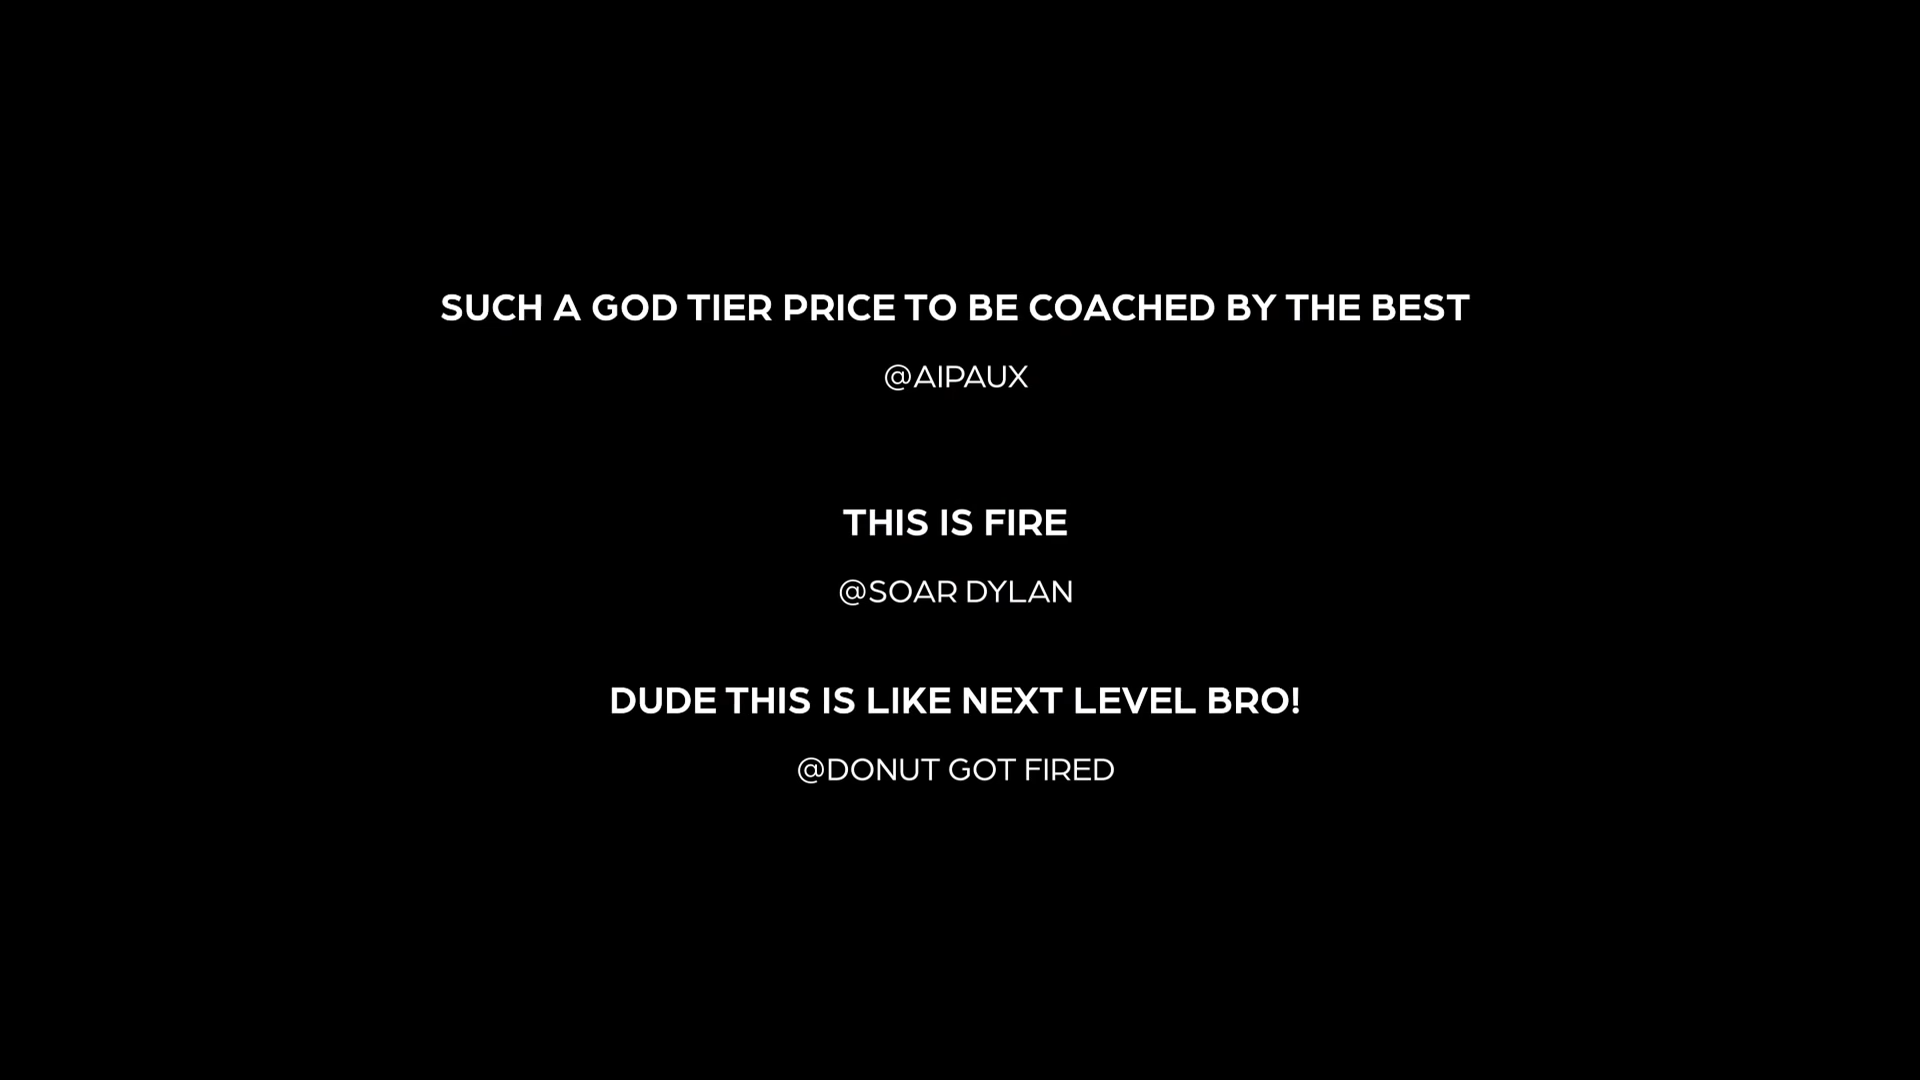 SUCH A GOD TIER PRICE TO BE COACHED BY THE BEST
@AIPAUX
THIS IS FIRE
@SOAR DYLAN
DUDE THIS IS LIKE NEXT LEVEL BRO!
@DONUT GOT FIRED